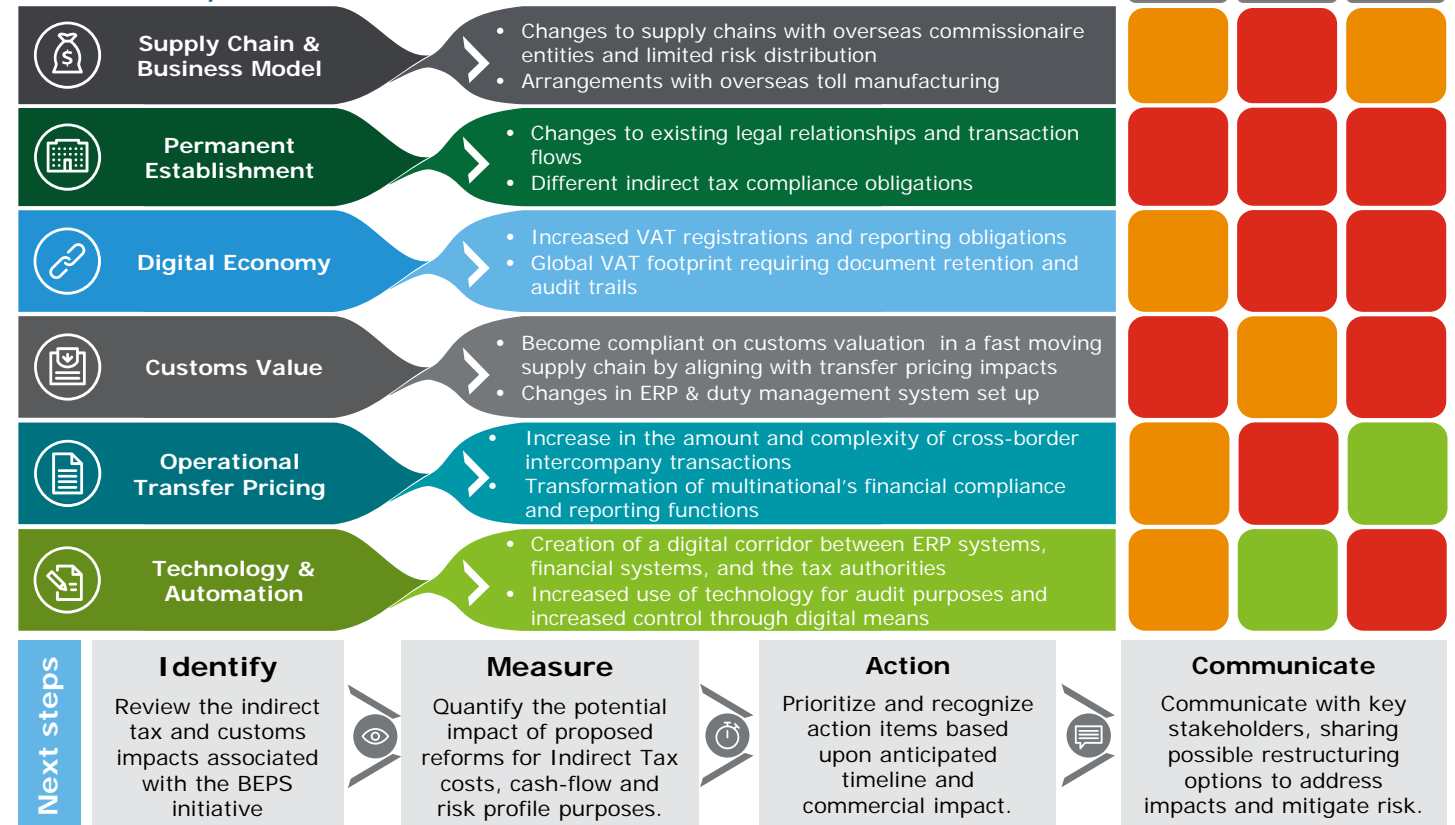 Supply Chain &
Business Model
• Changes to supply chains with overseas commissionaire
entities and limited risk distribution
• Arrangements with overseas toll manufacturing
Permanent
Establishment
• Changes to existing legal relationships and transaction
flows
• Different indirect tax compliance obligations
Digital Economy
• Increased VAT registrations and reporting obligations
• Global VAT footprint requiring document retention and
audit trails
Customs Value
• Become compliant on customs valuation in a fast moving
supply chain by aligning with transfer pricing impacts
• Changes in ERP & duty management system set up
Operational
Transfer Pricing
• Increase in the amount and complexity of cross-border
intercompany transactions
• Transformation of multinational's financial compliance
and reporting functions
Technology &
Automation
• Creation of a digital corridor between ERP systems,
financial systems, and the tax authorities
• Increased use of technology for audit purposes and
increased control through digital means
Next steps
Identify
Review the indirect
tax and customs
impacts associated
with the BEPS
initiative
Measure
Quantify the potential
impact of proposed
reforms for Indirect Tax
costs, cash-flow and
risk profile purposes.
Action
Prioritize and recognize
action items based
upon anticipated
timeline and
commercial impact.
Communicate
Communicate with key
stakeholders, sharing
possible restructuring
options to address
impacts and mitigate risk.